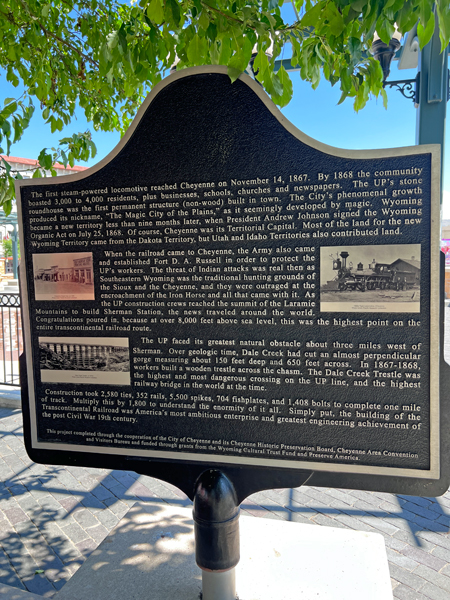 The first steam-powered locomotive reached Cheyenne on November 14, 1867. By 1868 the community
boasted 3,000 to 4,000 residents, plus businesses, schools, churches and newspapers. The UP's stone
roundhouse was the first permanent structure (non-wood) built in town. The City's phenomenal growth
produced its nickname, "The Magic City of the Plains," as it seemingly developed by magic. Wyoming
became a new territory less than nine months later, when President Andrew Johnson signed the Wyoming
Organic Act on July 25, 1868. Of course, Cheyenne was its Territorial Capital. Most of the land for the new
Wyoming Territory came from the Dakota Territory, but Utah and Idaho Territories also contributed land.
When the railroad came to Cheyenne, the Army also came
and established Fort D. A. Russell in order to protect the
UP's workers. The threat of Indian attacks was real then as
Southeastern Wyoming was the traditional hunting grounds of
the Sioux and the Cheyenne, and they were outraged at the
encroachment of the Iron Horse and all that came with it. As
the UP construction crews reached the summit of the Laramie
Mountains to build Sherman Station, the news traveled around the world.
Congratulations poured in, because at over 8,000 feet above sea level, this was the highest point on the
entire transcontinental railroad route.
The UP faced its greatest natural obstacle about three miles west of
Sherman. Over geologic time, Dale Creek had cut an almost perpendicular
gorge measuring about 150 feet deep and 650 feet across. In 1867-1868,
workers built a wooden trestle across the chasm. The Dale Creek Trestle was
the highest and most dangerous crossing on the UP line, and the highest
railway bridge in the world at the time.
Construction took 2,580 ties, 352 rails, 5,500 spikes, 704 fishplates, and 1,408 bolts to complete one mile
of track. Multiply this by 1,800 to understand the enormity of it all. Simply put, the building of the
Transcontinental Railroad was America's most ambitious enterprise and greatest engineering achievement of
the post Civil War 19th century.
This project completed through the cooperation of the City of Cheyenne and its Cheyenne Historic Preservation Board, Cheyenne Area Convention
and Visitors Bureau and funded through grants from the Wyoming Cultural Trust Fund and Preserve America.